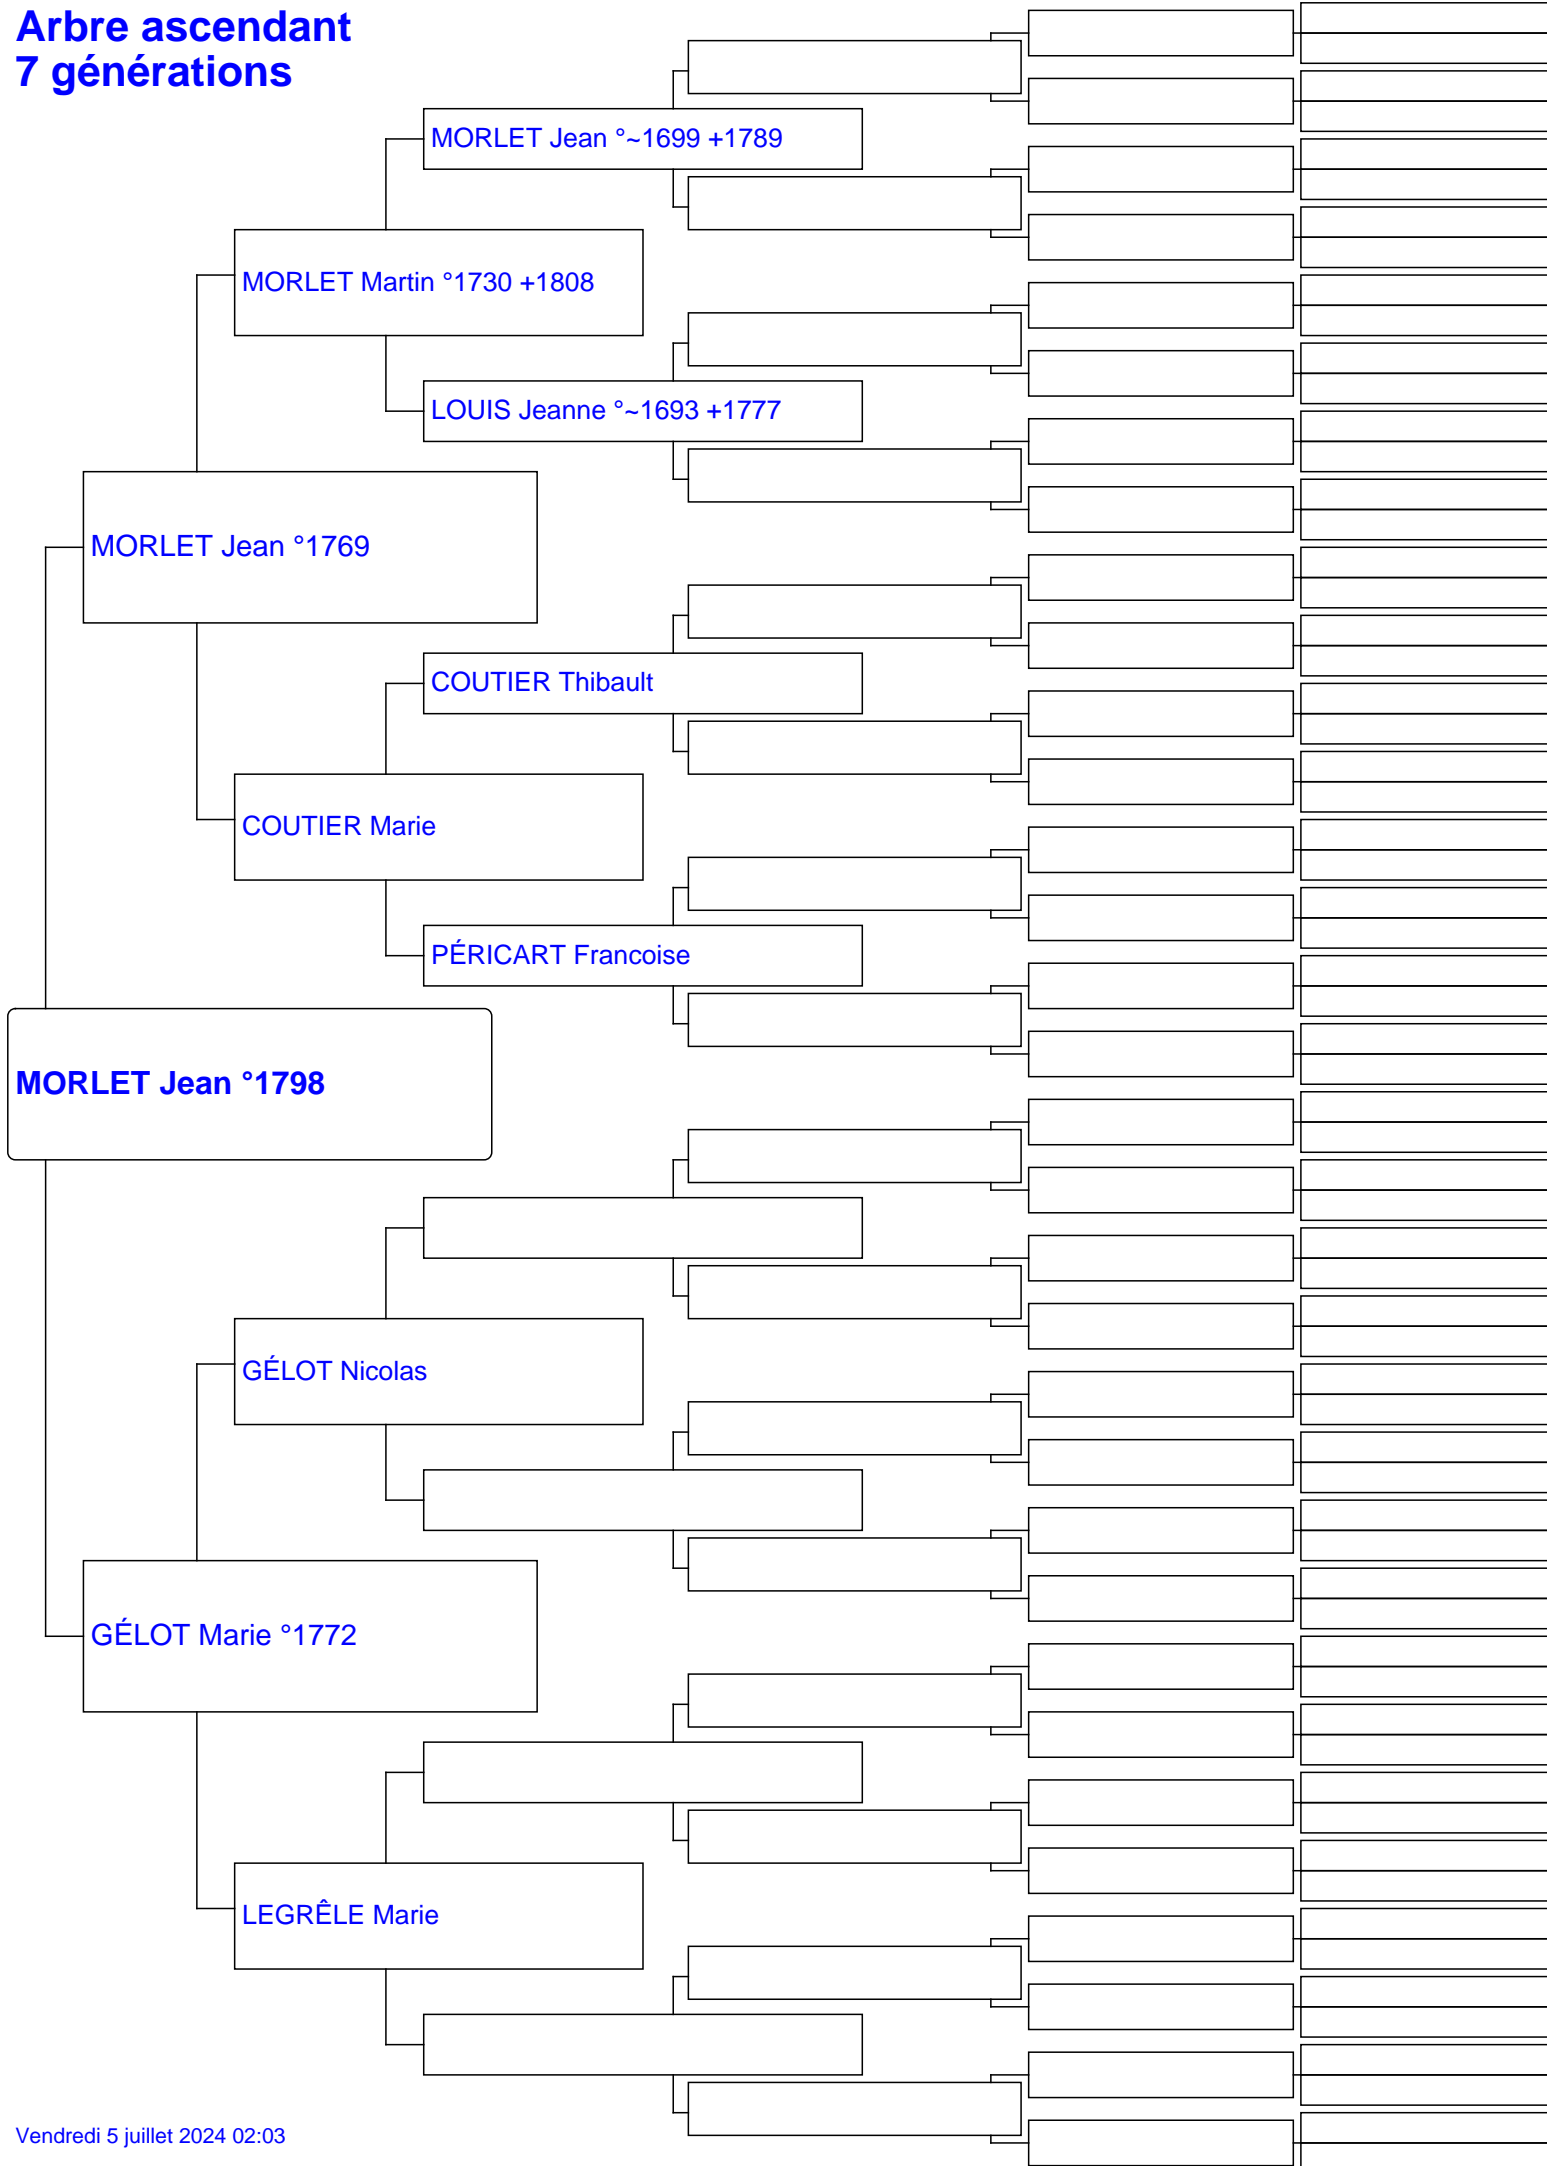 Arbre ascendant
7 générations
MORLET Jean °~1699 +1789
MORLET Martin °1730 +1808
LOUIS Jeanne °~1693 +1777
MORLET Jean °1769
COUTIER Thibault
COUTIER Marie
PÉRICART Francoise
MORLET Jean °1798
GÉLOT Nicolas
GÉLOT Marie °1772
LEGRÊLE Marie
Vendredi 5 juillet 2024 02:03